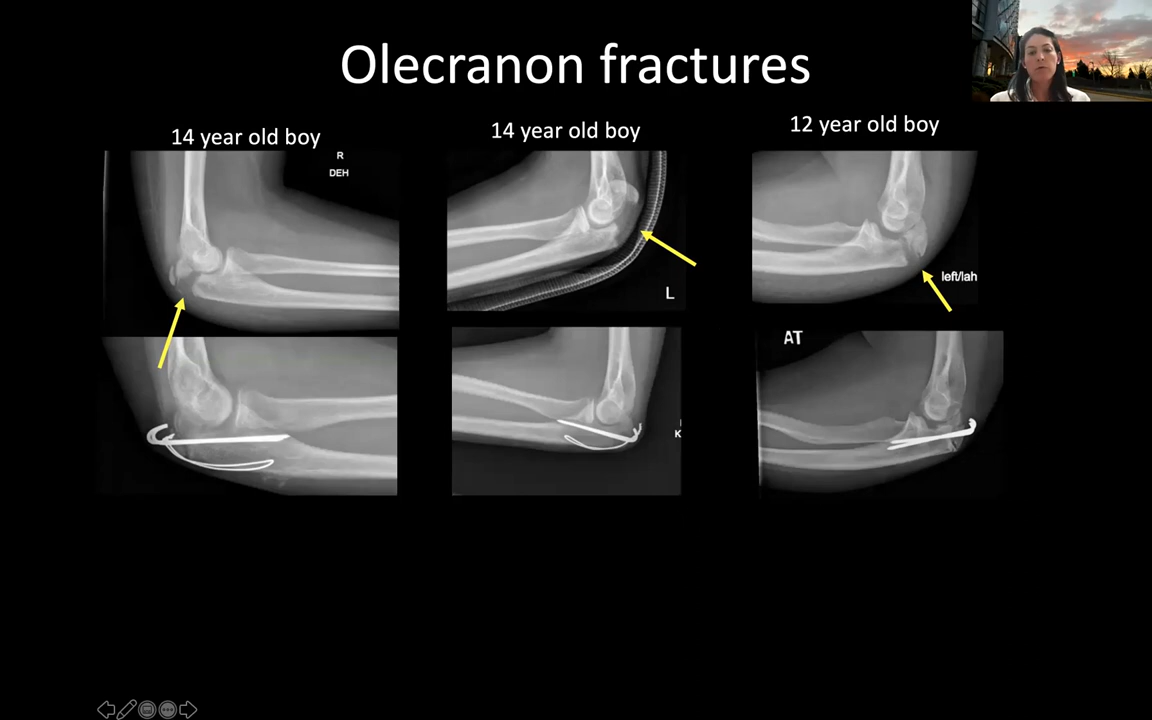 Olecranon fractures
14 year old boy
14 year old boy
12 year old boy
R
DEH
L
left/lah
AT
K